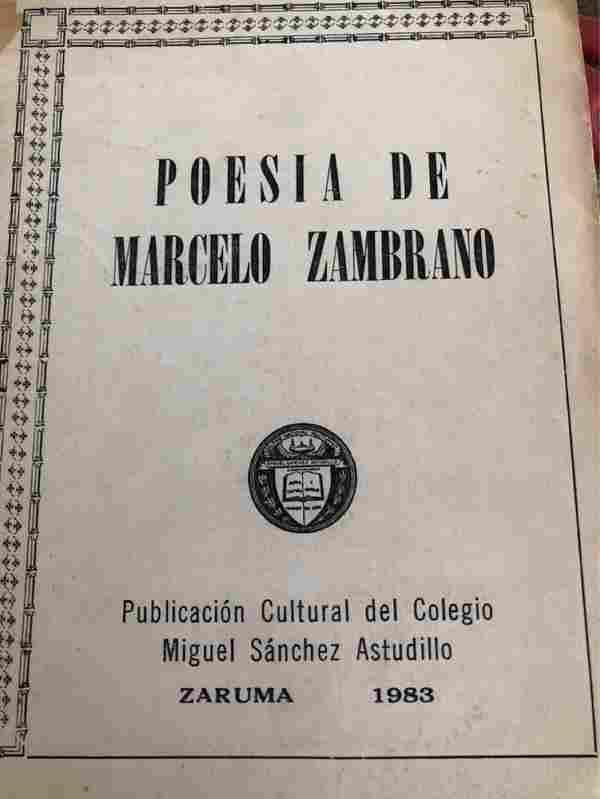 POESIA DE
MARCELO ZAMBRANO
Publicación Cultural del Colegio
Miguel Sánchez Astudillo
ZARUMA 1983